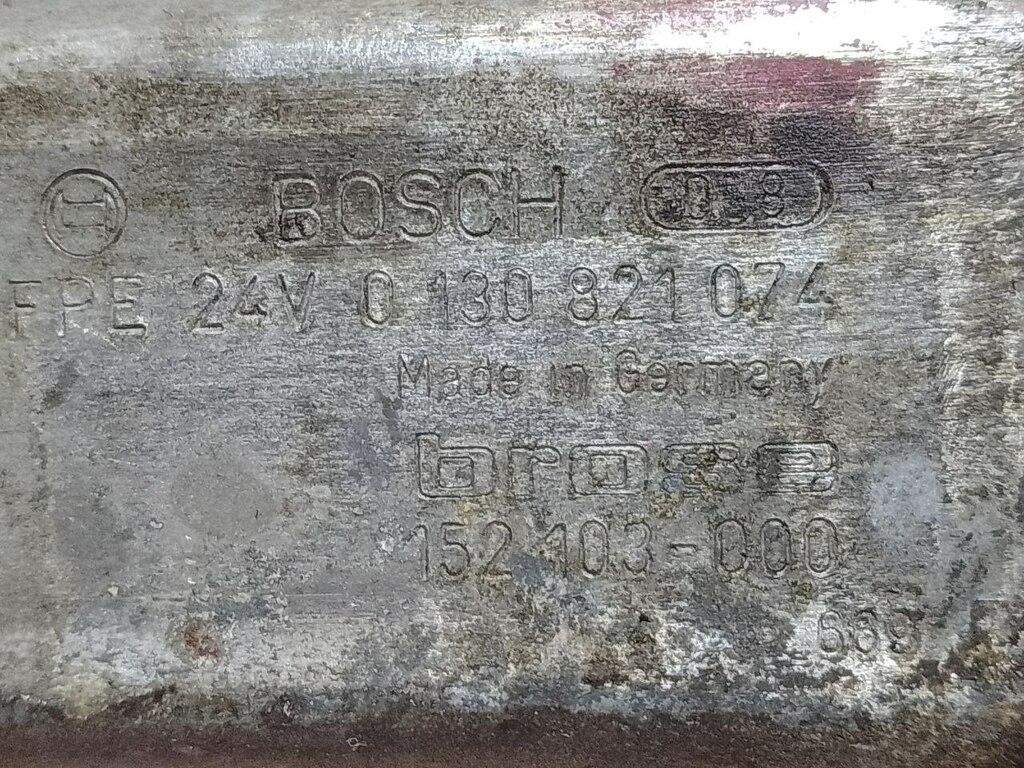 BOSCH
FPE 24V 0 130 821 074
Made in Germany
brose
152 103-000
669